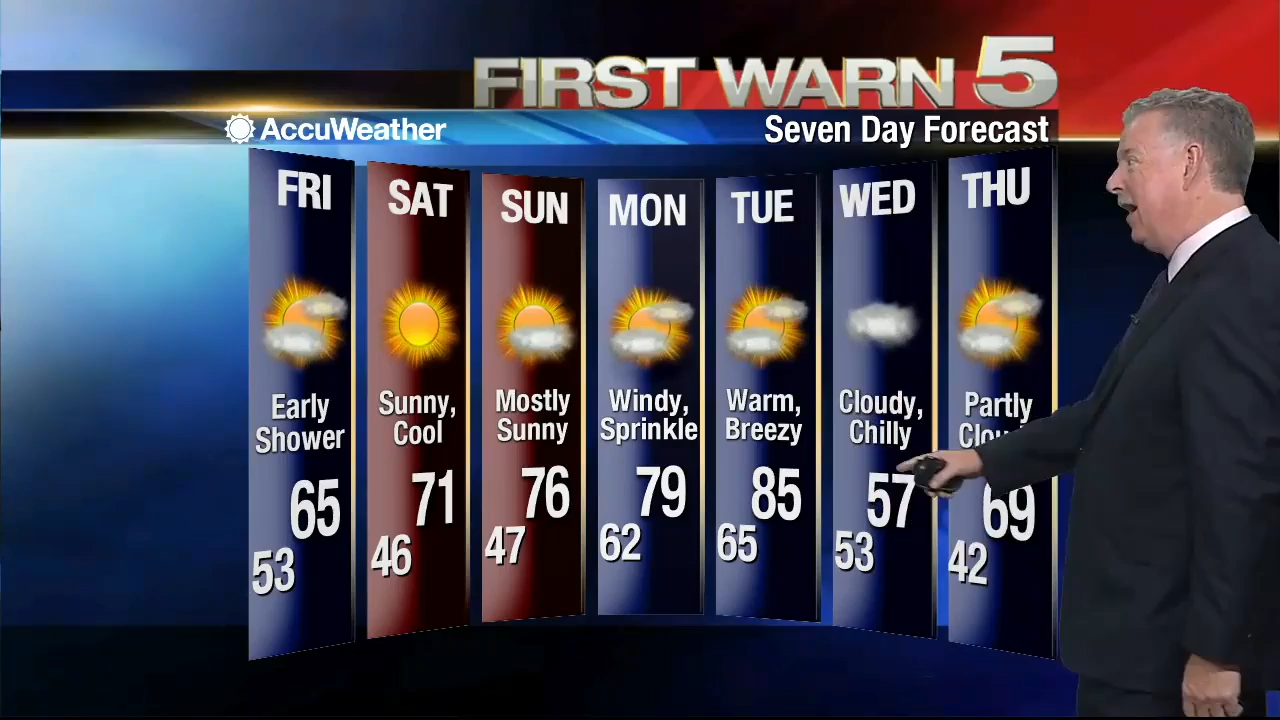 FIRST WARN 5
AccuWeather
Seven Day Forecast
FRI
Early
Shower
65
53
SAT
Sunny,
Cool
71
46
SUN
Mostly
Sunny
76
47
MON
Windy,
Sprinkle
79
62
TUE
Warm,
Breezy
85
65
WED
Cloudy,
Chilly
57
53
THU
Partly
69
42